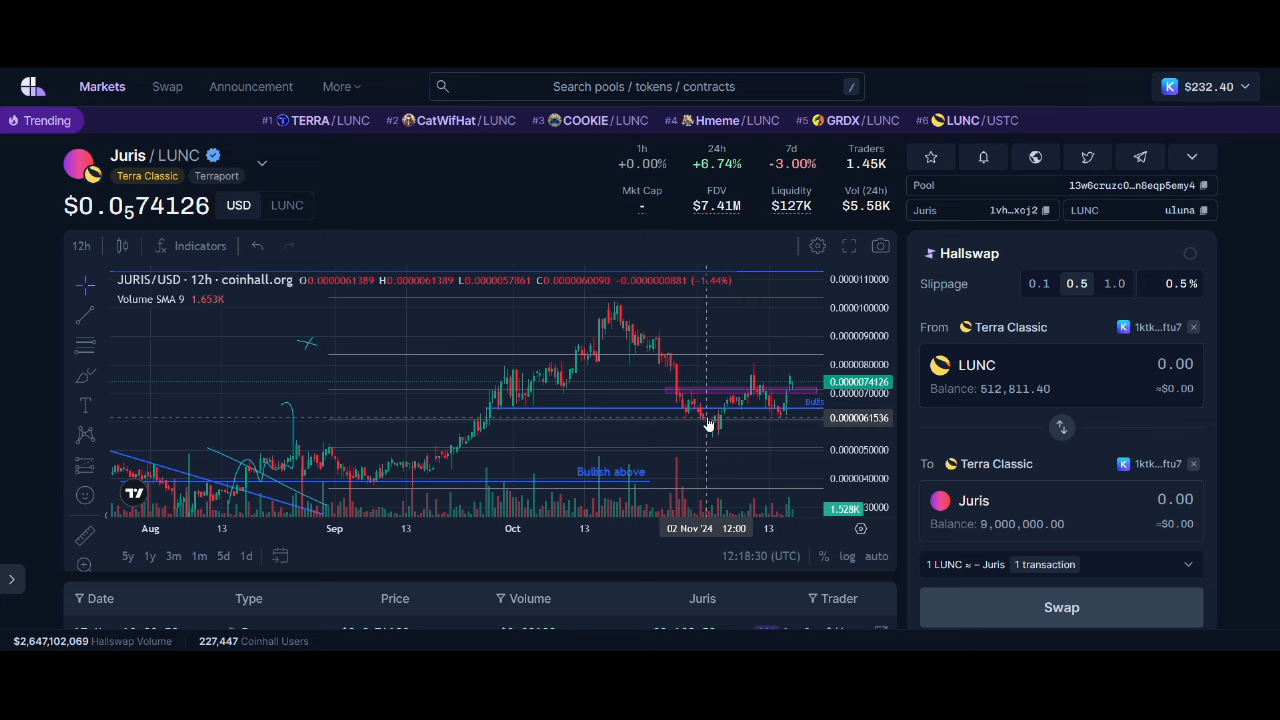 Markets Swap Announcement More Search pools / tokens / contracts / $232.40
Trending #1 TERRA/LUNC #2 CatWifHat/LUNC #3 COOKIE/LUNC #4 Hmeme/LUNC #5 GRDX/LUNC #6 LUNC/USTC
Juris / LUNC
Terra Classic Terraport
$0.0₅74126 USD LUNC
1h 24h 7d Traders
+0.00% +6.74% -3.00% 1.45K
Mkt Cap FDV Liquidity Vol (24h)
- $7.41M $127K $5.58K
Pool 13w6cruzc0…n8eqp5emy4
Juris 1vh…xcj2 LUNC uluna
12h Indicators
JURIS/USD · 12h · coinhall.org O0.0000061389 H0.0000061389 L0.0000057861 C0.0000060090 −0.0000000881 (−1.44%)
Volume SMA 9 1.653K
0.0000110000
0.0000100000
0.0000090000
0.0000080000
0.0000074126
0.0000070000
Bullis
0.0000061536
0.0000050000
Bullish above
0.0000040000
1.528K
Aug 13 Sep 13 Oct 13 02 Nov '24 12:00 13
5y 1y 3m 1m 5d 1d 12:18:30 (UTC) % log auto
Date Type Price Volume Juris Trader
Hallswap
Slippage 0.1 0.5 1.0 0.5 %
From Terra Classic 1ktk…ftu7
LUNC 0.00
Balance: 512,811.40 ≈$0.00
To Terra Classic 1ktk…ftu7
Juris 0.00
Balance: 9,000,000.00 ≈$0.00
1 LUNC ≈ – Juris 1 transaction
Swap
$2,647,102,069 Hallswap Volume 227,447 Coinhall Users